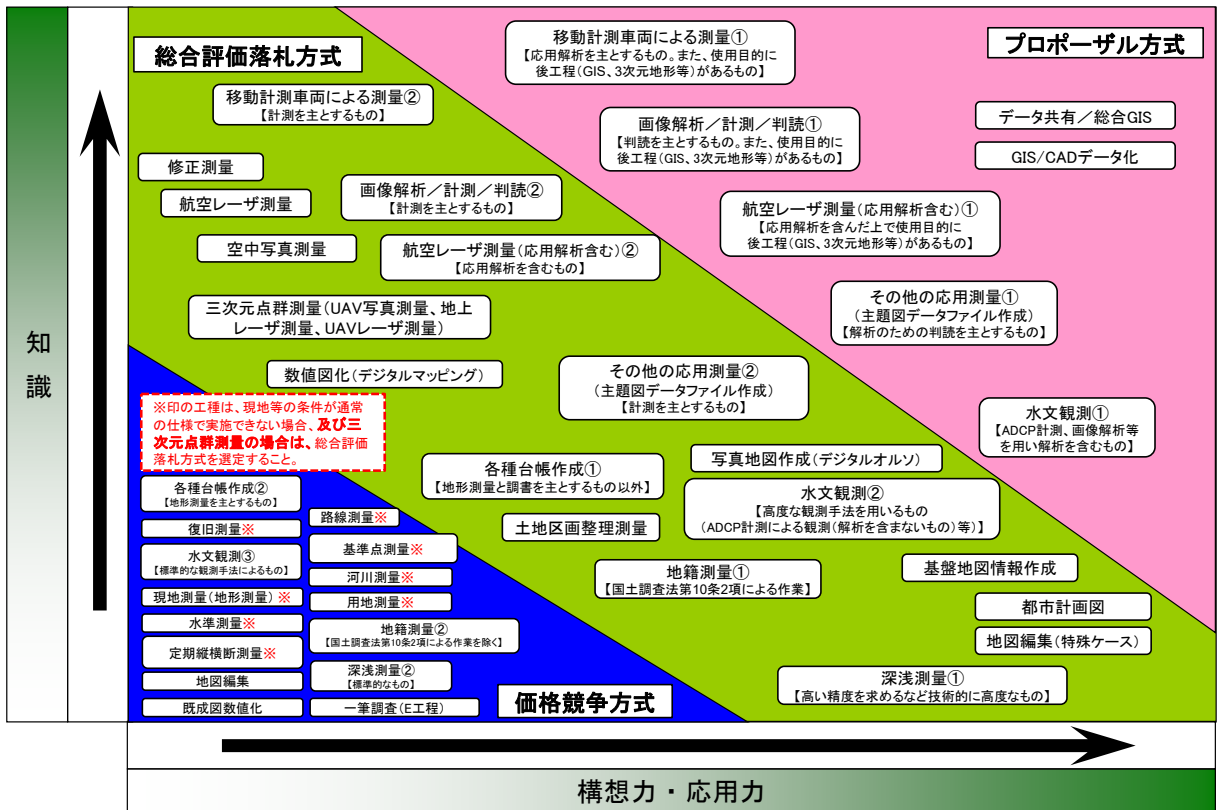 総合評価落札方式
プロポーザル方式
移動計測車両による測量①
【応用解析を主とするもの。また、使用目的に
後工程(GIS、3次元地形等)があるもの】
移動計測車両による測量②
【計測を主とするもの】
画像解析／計測／判読①
【判読を主とするもの。また、使用目的に
後工程(GIS、3次元地形等)があるもの】
データ共有／総合GIS
GIS/CADデータ化
修正測量
航空レーザ測量
画像解析／計測／判読②
【計測を主とするもの】
航空レーザ測量(応用解析含む)①
【応用解析を含んだ上で使用目的に
後工程(GIS、3次元地形等)があるもの】
空中写真測量
航空レーザ測量(応用解析含む)②
【応用解析を含むもの】
三次元点群測量(UAV写真測量、地上
レーザ測量、UAVレーザ測量)
その他の応用測量①
(主題図データファイル作成)
【解析のための判読を主とするもの】
数値図化(デジタルマッピング)
その他の応用測量②
(主題図データファイル作成)
【計測を主とするもの】
※印の工種は、現地等の条件が通常
の仕様で実施できない場合、及び三
次元点群測量の場合は、総合評価
落札方式を選定すること。
水文観測①
【ADCP計測、画像解析等
を用い解析を含むもの】
写真地図作成(デジタルオルソ)
各種台帳作成①
【地形測量と調書を主とするもの以外】
水文観測②
【高度な観測手法を用いるもの
(ADCP計測による観測(解析を含まないもの)等)】
土地区画整理測量
地籍測量①
【国土調査法第10条2項による作業】
基盤地図情報作成
都市計画図
地図編集(特殊ケース)
深浅測量①
【高い精度を求めるなど技術的に高度なもの】
各種台帳作成②
【地形測量を主とするもの】
復旧測量※
水文観測③
【標準的な観測手法によるもの】
現地測量(地形測量)※
水準測量※
定期縦横断測量※
地図編集
既成図数値化
路線測量※
基準点測量※
河川測量※
用地測量※
地籍測量②
【国土調査法第10条2項による作業を除く】
深浅測量②
【標準的なもの】
一筆調査(E工程)
価格競争方式
知
識
構想力・応用力